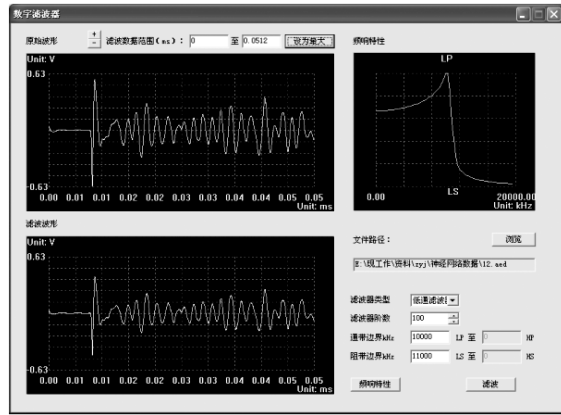 数字滤波器
原始波形 + - 滤波数据范围(ms): 0 至 0.0512 设为最大 频响特性
Unit: V
0.63
-0.63
0.00 0.01 0.01 0.02 0.02 0.03 0.03 0.04 0.04 0.05 0.05
Unit: ms
LP
LS
0.00 20000.00
Unit: kHz
滤波波形
Unit: V
0.63
-0.63
0.00 0.01 0.01 0.02 0.02 0.03 0.03 0.04 0.04 0.05 0.05
Unit: ms
文件路径: 浏览
E:\现工作\资料\zyj\神经网络数据\12.aed
滤波器类型 低通滤波
滤波器阶数 100
通带边界kHz 10000 LP 至 0 HP
阻带边界kHz 11000 LS 至 0 HS
频响特性 滤波